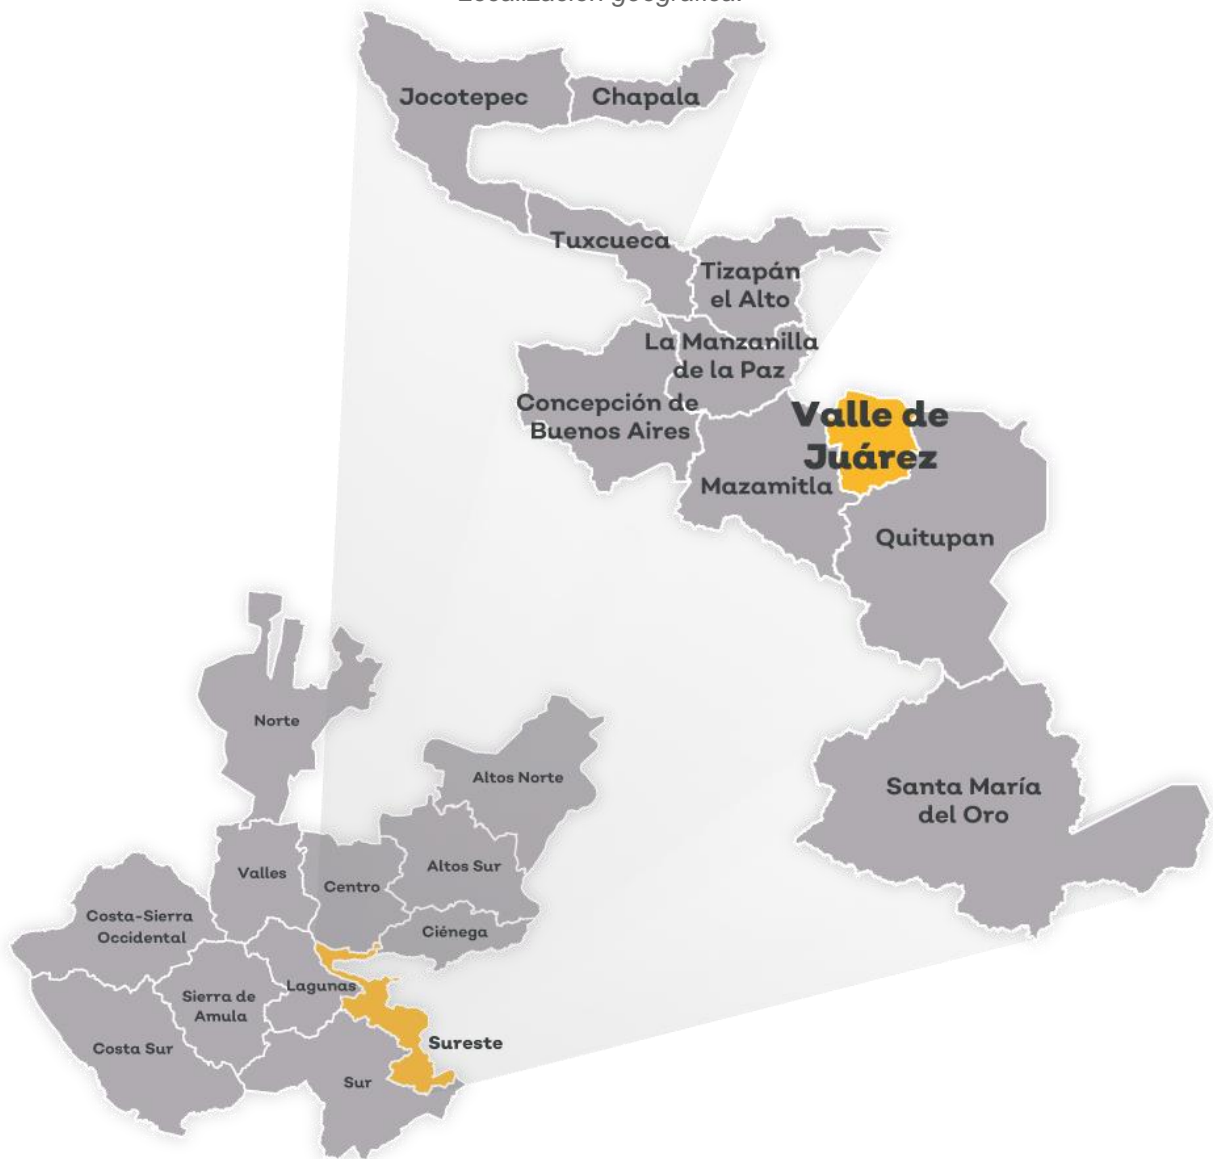 Localización geográfica.
Jocotepec
Chapala
Tuxcueca
Tizapán
el Alto
La Manzanilla
de la Paz
Concepción de
Buenos Aires
Valle de
Juárez
Mazamitla
Quitupan
Santa María
del Oro
Norte
Altos Norte
Valles
Centro
Altos Sur
Costa-Sierra
Occidental
Ciénega
Lagunas
Sierra de
Amula
Costa Sur
Sureste
Sur